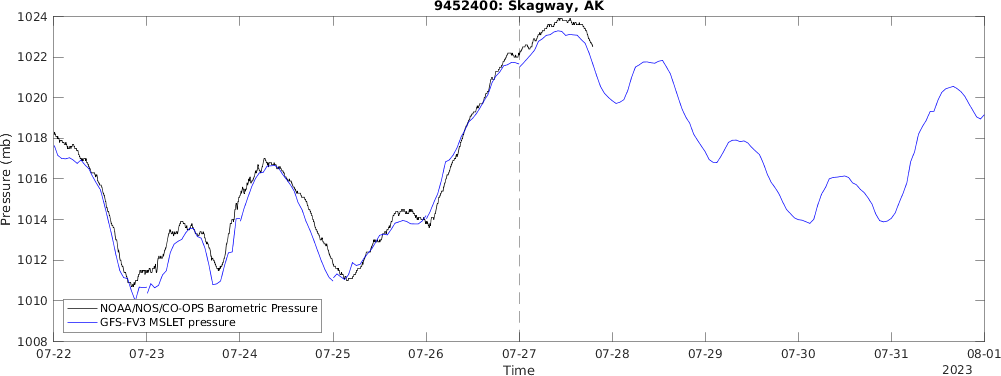 9452400: Skagway, AK
1024
1022
1020
1018
1016
1014
1012
1010
1008
Pressure (mb)
NOAA/NOS/CO-OPS Barometric Pressure
GFS-FV3 MSLET pressure
07-22 07-23 07-24 07-25 07-26 07-27 07-28 07-29 07-30 07-31 08-01
Time
2023